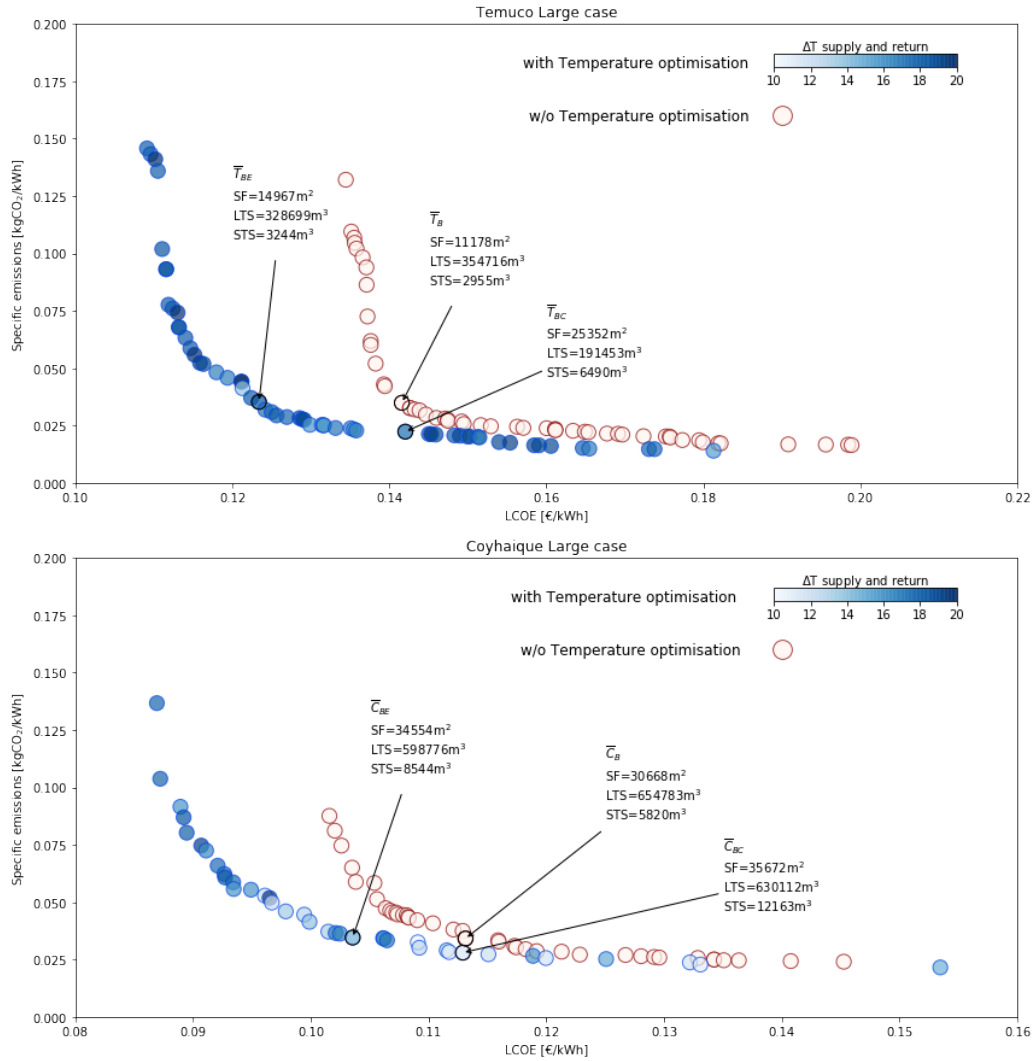 Temuco Large case
0.200
0.175
0.150
0.125
0.100
0.075
0.050
0.025
0.000
Specific emissions [kgCO₂/kWh]
with Temperature optimisation
ΔT supply and return
10 12 14 16 18 20
w/o Temperature optimisation
T̅_BE
SF=14967m²
LTS=328699m³
STS=3244m³
T̅_B
SF=11178m²
LTS=354716m³
STS=2955m³
T̅_BC
SF=25352m²
LTS=191453m³
STS=6490m³
0.10 0.12 0.14 0.16 0.18 0.20 0.22
LCOE [€/kWh]
Coyhaique Large case
0.200
0.175
0.150
0.125
0.100
0.075
0.050
0.025
0.000
Specific emissions [kgCO₂/kWh]
with Temperature optimisation
ΔT supply and return
10 12 14 16 18 20
w/o Temperature optimisation
C̅_BE
SF=34554m²
LTS=598776m³
STS=8544m³
C̅_B
SF=30668m²
LTS=654783m³
STS=5820m³
C̅_BC
SF=35672m²
LTS=630112m³
STS=12163m³
0.08 0.09 0.10 0.11 0.12 0.13 0.14 0.15 0.16
LCOE [€/kWh]